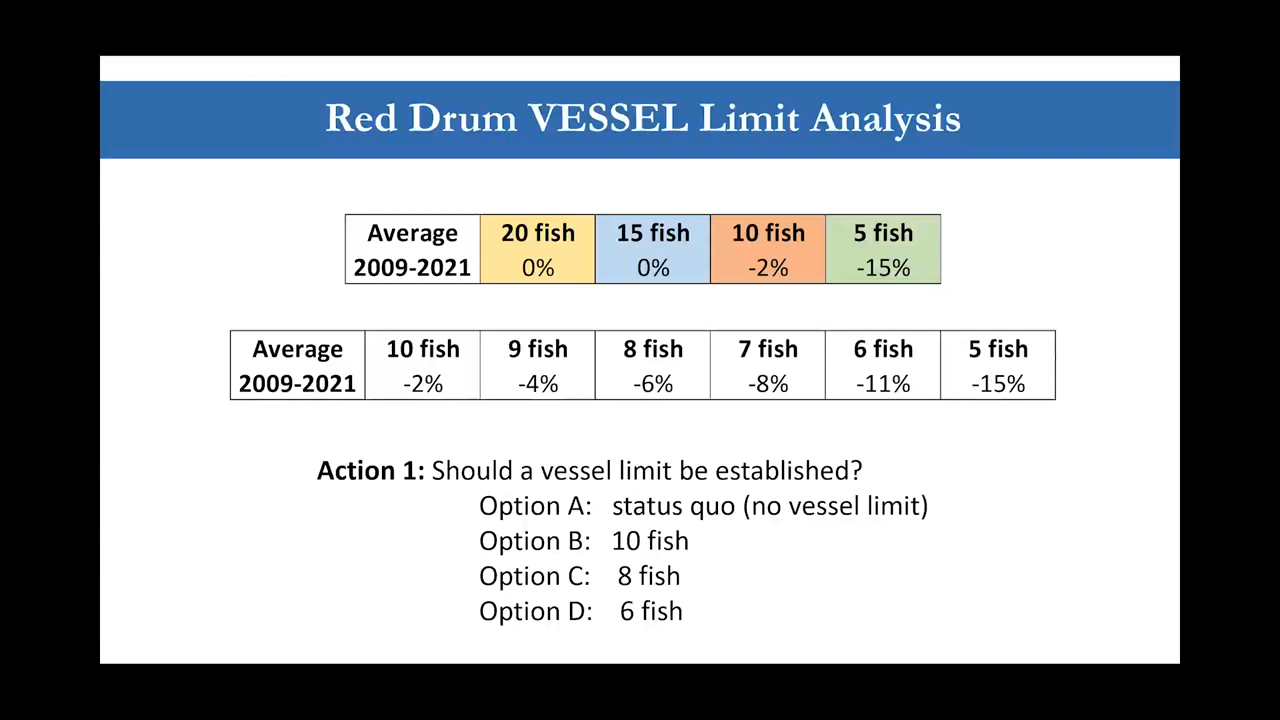 Red Drum VESSEL Limit Analysis
Average 20 fish 15 fish 10 fish 5 fish
2009-2021 0% 0% -2% -15%
Average 10 fish 9 fish 8 fish 7 fish 6 fish 5 fish
2009-2021 -2% -4% -6% -8% -11% -15%
Action 1: Should a vessel limit be established?
Option A: status quo (no vessel limit)
Option B: 10 fish
Option C: 8 fish
Option D: 6 fish